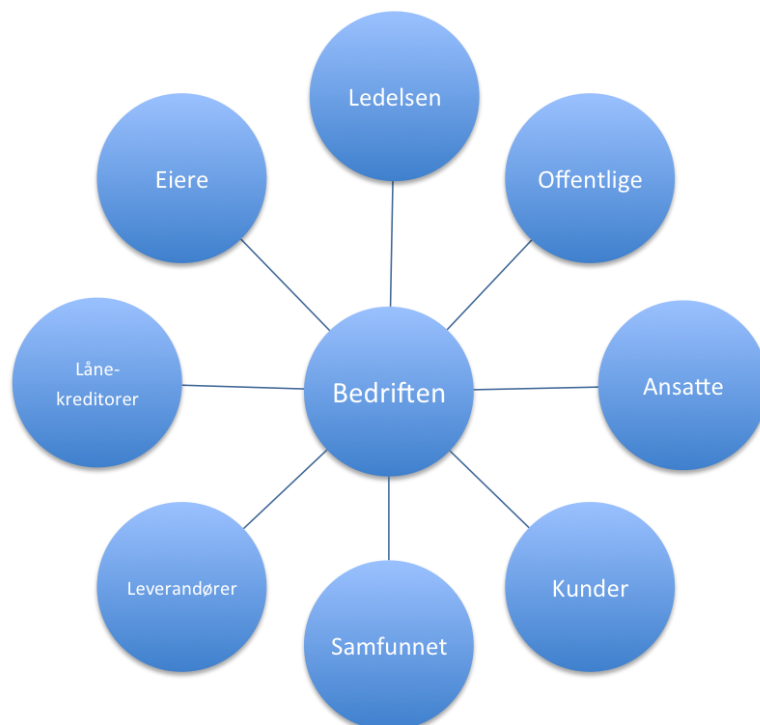 Ledelsen
Eiere
Offentlige
Låne-
kreditorer
Bedriften
Ansatte
Leverandører
Kunder
Samfunnet